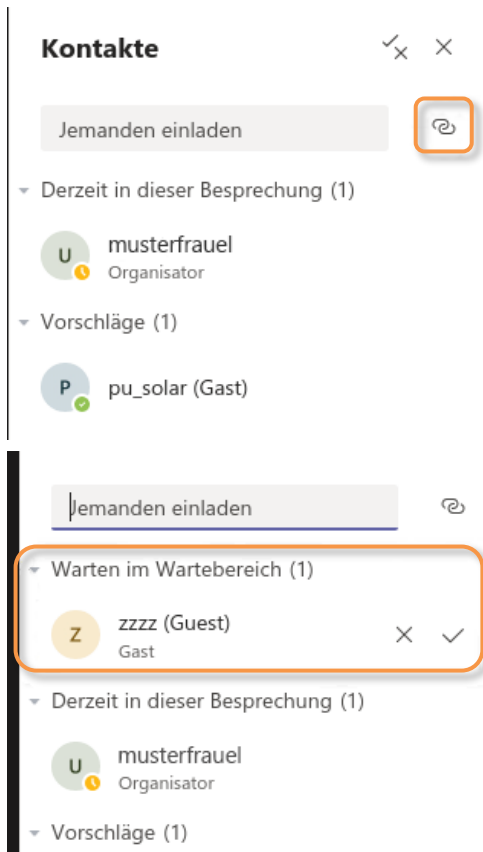 Kontakte
Jemanden einladen
Derzeit in dieser Besprechung (1)
U
musterfrauel
Organisator
Vorschläge (1)
P
pu_solar (Gast)
Jemanden einladen
Warten im Wartebereich (1)
Z
zzzz (Guest)
Gast
Derzeit in dieser Besprechung (1)
U
musterfrauel
Organisator
Vorschläge (1)